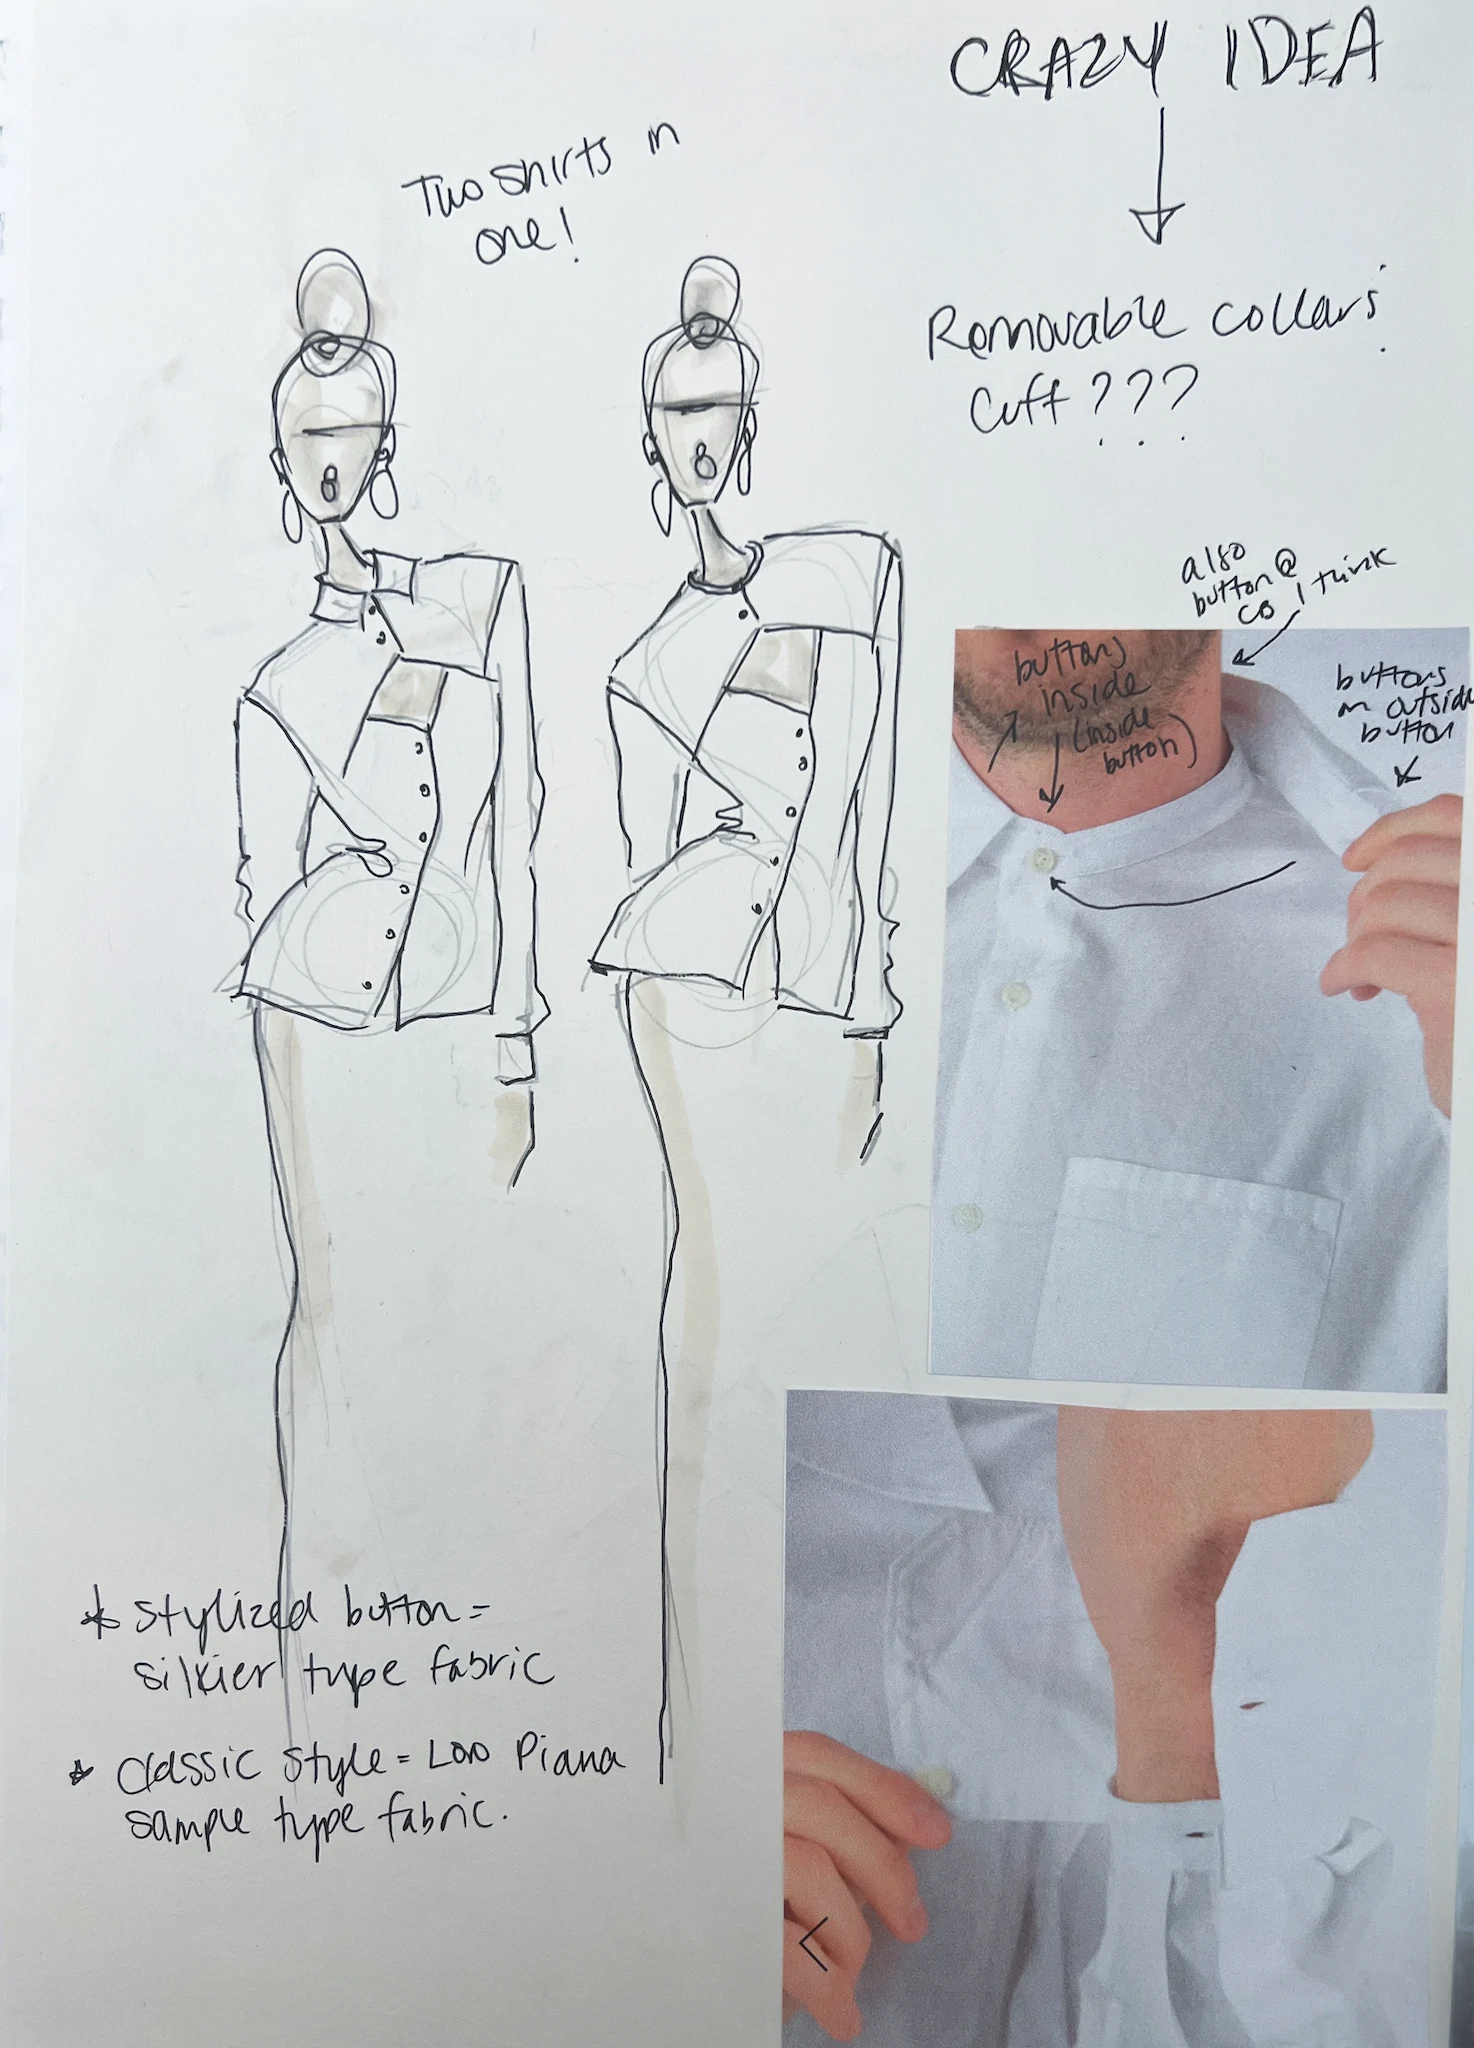 CRAZY IDEA
Two shirts in
one!
Removable collars
Cuff???
also
button @
CB I think
buttons
inside
(inside
button)
buttons
on outside
button
* stylized button =
silkier type fabric
* Classic style = Loro Piana
sample type fabric.